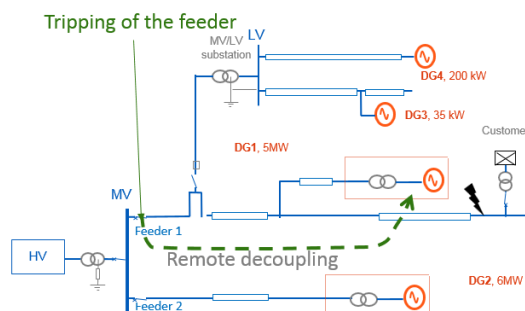 Tripping of the feeder
MV/LV
substation
LV
DG4, 200 kW
DG3, 35 kW
DG1, 5MW
Custome
MV
Feeder 1
Remote decoupling
HV
DG2, 6MW
Feeder 2